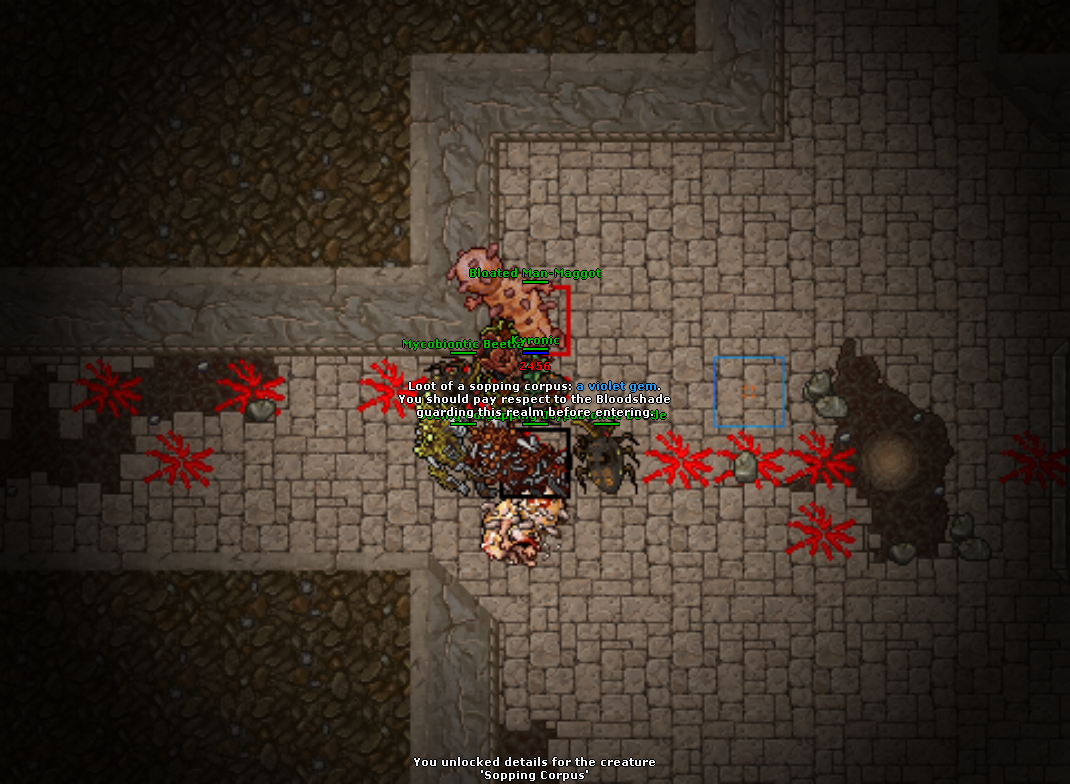 Bloated Man-Maggot
Mycobiontic Beetle
Kyronic
2456
Loot of a sopping corpus: a violet gem.
You should pay respect to the Bloodshade
guarding this realm before entering.
You unlocked details for the creature
'Sopping Corpus'